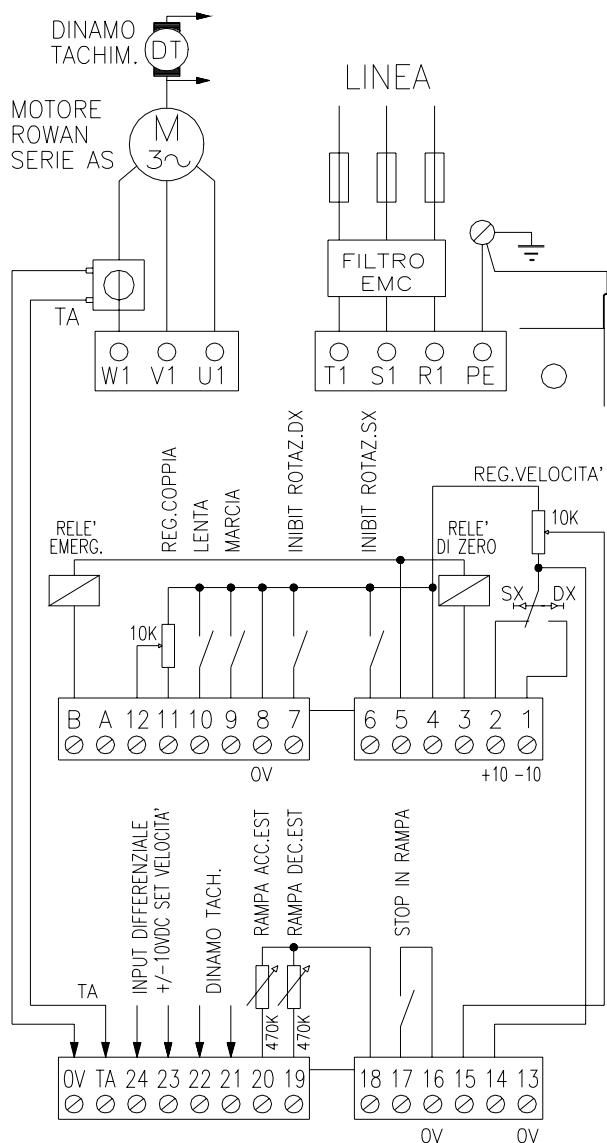 DINAMO
TACHIM.
DT
LINEA
MOTORE
ROWAN
SERIE AS
M
3~
FILTRO
EMC
TA
W1 V1 U1
T1 S1 R1 PE
REG.COPPIA
LENTA
MARCIA
INIBIT ROTAZ.DX
INIBIT ROTAZ.SX
REG.VELOCITA'
10K
RELE'
EMERG.
RELE'
DI ZERO
SX DX
10K
B A 12 11 10 9 8 7
6 5 4 3 2 1
0V
+10 -10
INPUT DIFFERENZIALE
+/-10VDC SET VELOCITA'
DINAMO TACH.
RAMPA ACC.EST
RAMPA DEC.EST
STOP IN RAMPA
TA
470K
470K
0V TA 24 23 22 21 20 19
18 17 16 15 14 13
0V
0V